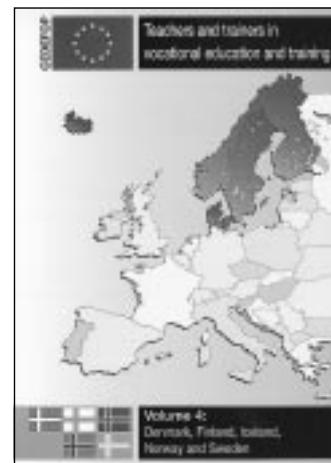 CEDEFOP
Teachers and trainers in
vocational education and training
Volume 4:
Denmark, Finland, Iceland,
Norway and Sweden